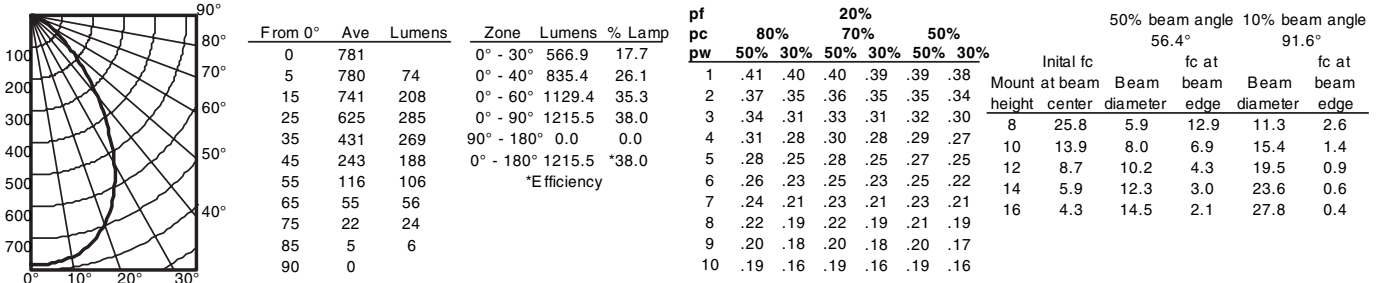 90°
80°
70°
60°
50°
40°
100
200
300
400
500
600
700
0° 10° 20° 30°
From 0° Ave Lumens
0 781
5 780 74
15 741 208
25 625 285
35 431 269
45 243 188
55 116 106
65 55 56
75 22 24
85 5 6
90 0
Zone Lumens % Lamp
0° - 30° 566.9 17.7
0° - 40° 835.4 26.1
0° - 60° 1129.4 35.3
0° - 90° 1215.5 38.0
90° - 180° 0.0 0.0
0° - 180° 1215.5 *38.0
*Efficiency
pf 20%
pc 80% 70% 50%
pw 50% 30% 50% 30% 50% 30%
1 .41 .40 .40 .39 .39 .38
2 .37 .35 .36 .35 .35 .34
3 .34 .31 .33 .31 .32 .30
4 .31 .28 .30 .28 .29 .27
5 .28 .25 .28 .25 .27 .25
6 .26 .23 .25 .23 .25 .22
7 .24 .21 .23 .21 .23 .21
8 .22 .19 .22 .19 .21 .19
9 .20 .18 .20 .18 .20 .17
10 .19 .16 .19 .16 .19 .16
50% beam angle 10% beam angle
56.4° 91.6°
Inital fc fc at fc at
Mount at beam Beam beam Beam beam
height center diameter edge diameter edge
8 25.8 5.9 12.9 11.3 2.6
10 13.9 8.0 6.9 15.4 1.4
12 8.7 10.2 4.3 19.5 0.9
14 5.9 12.3 3.0 23.6 0.6
16 4.3 14.5 2.1 27.8 0.4